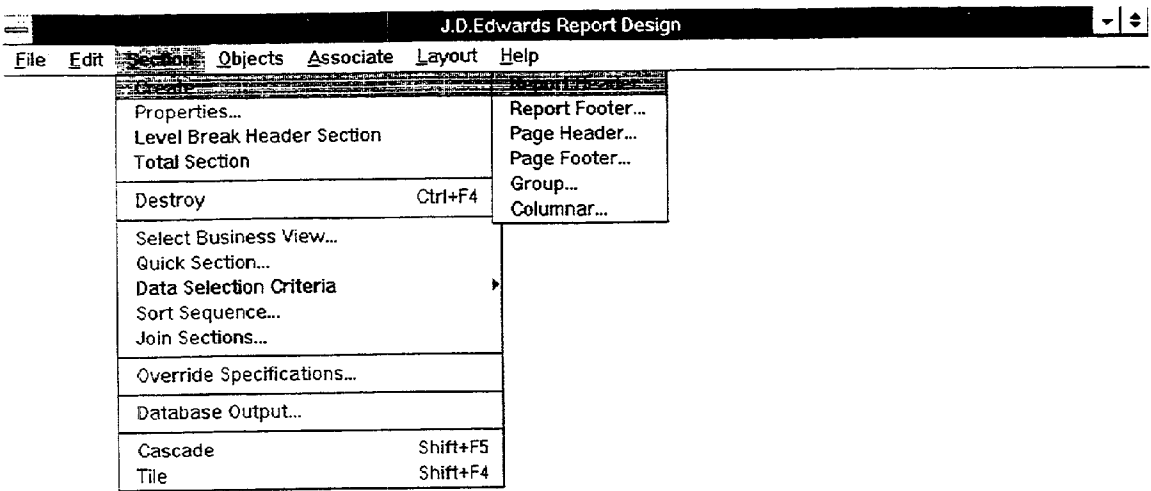 J.D.Edwards Report Design
File Edit Section Objects Associate Layout Help
Create
Properties...
Level Break Header Section
Total Section
Destroy Ctrl+F4
Select Business View...
Quick Section...
Data Selection Criteria
Sort Sequence...
Join Sections...
Override Specifications...
Database Output...
Cascade Shift+F5
Tile Shift+F4
Report Header...
Report Footer...
Page Header...
Page Footer...
Group...
Columnar...